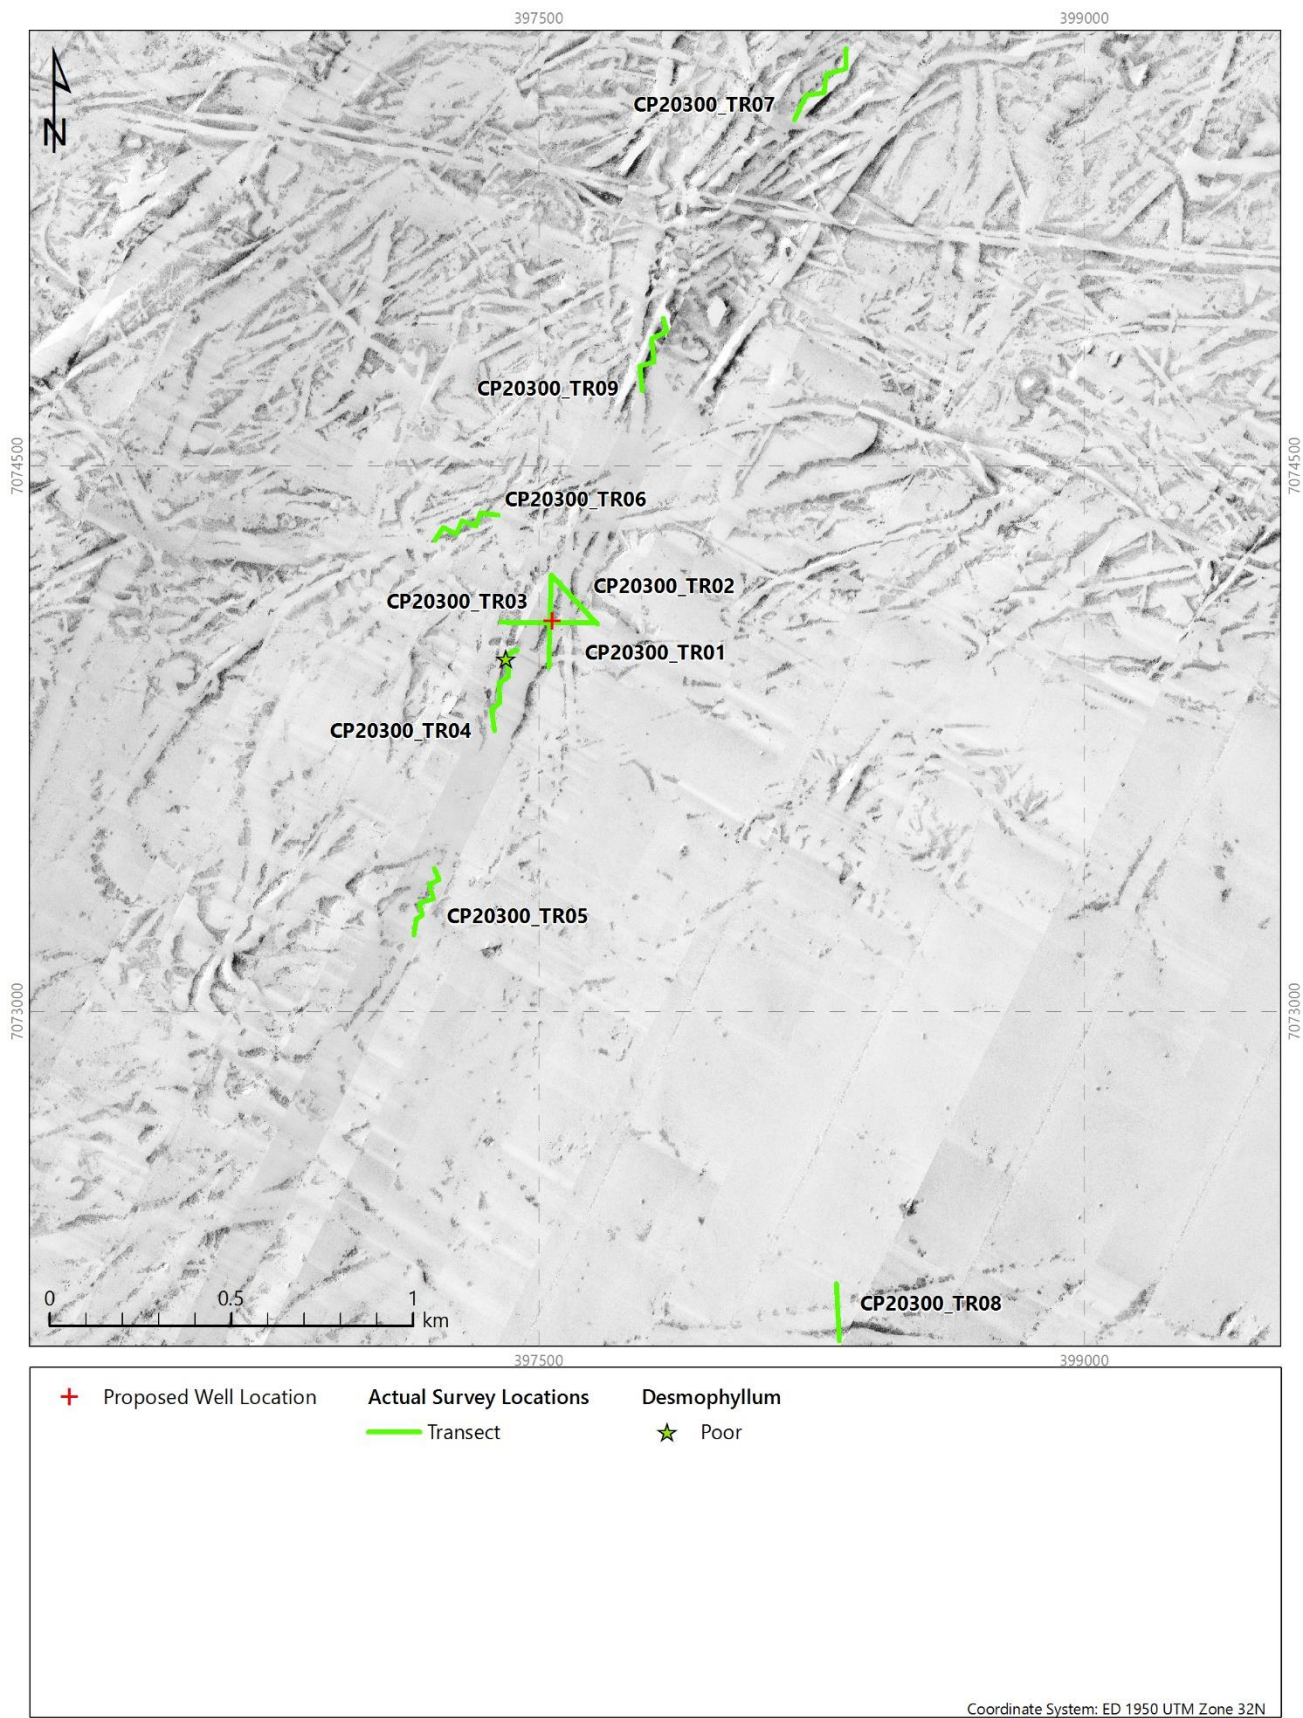 397500 399000
N
CP20300_TR07
CP20300_TR09
7074500 7074500
CP20300_TR06
CP20300_TR02
CP20300_TR03
CP20300_TR01
CP20300_TR04
CP20300_TR05
7073000 7073000
0 0.5 1
km
CP20300_TR08
397500 399000
Proposed Well Location
Actual Survey Locations
Transect
Desmophyllum
Poor
Coordinate System: ED 1950 UTM Zone 32N